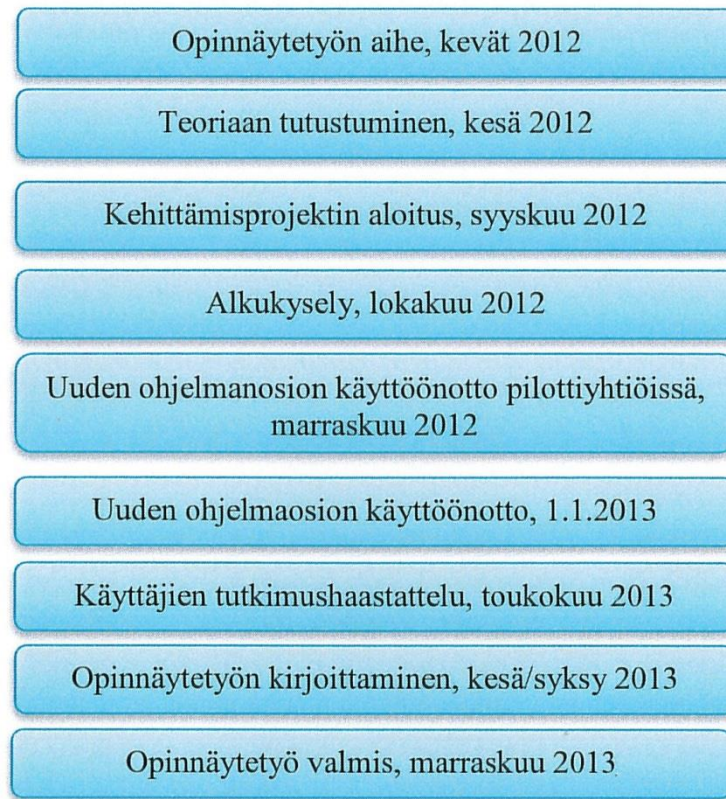 Opinnäytetyön aihe, kevät 2012
Teoriaan tutustuminen, kesä 2012
Kehittämisprojektin aloitus, syyskuu 2012
Alkukysely, lokakuu 2012
Uuden ohjelmanosion käyttöönotto pilottiyhtiöissä,
marraskuu 2012
Uuden ohjelmaosion käyttöönotto, 1.1.2013
Käyttäjien tutkimushaastattelu, toukokuu 2013
Opinnäytetyön kirjoittaminen, kesä/syksy 2013
Opinnäytetyö valmis, marraskuu 2013